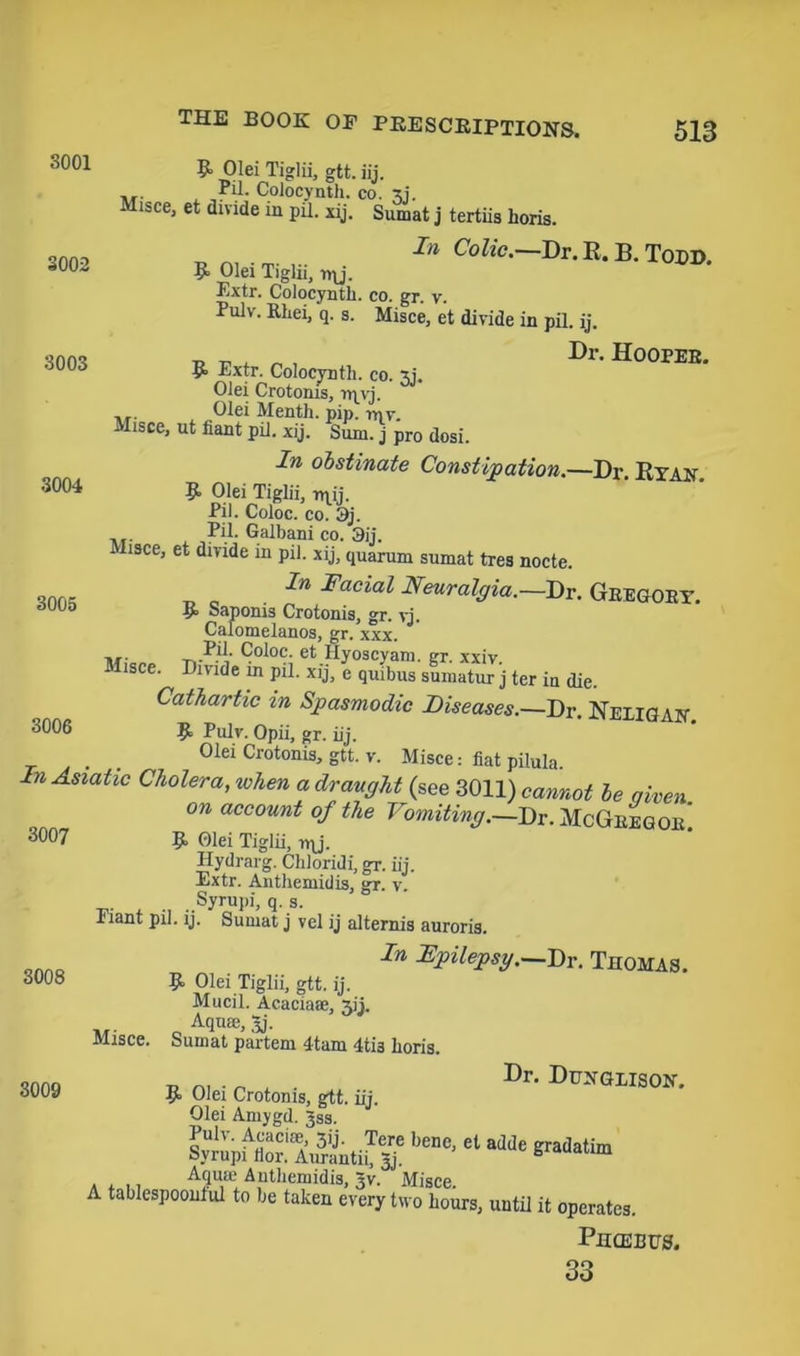 THE BOOK OF PRESCRIPTIONS. 513
3001 ℞ Olei Tiglii, gtt. iij.
Pil. Colocynth. co. ʒj.
Misce, et divide in pil. xij. Sumat j tertiis horis.
In Colic.—Dr. R. B. TODD.
3002 ℞ Olei Tiglii, ♏j.
Extr. Colocynth. co. gr. v.
Pulv. Rhei, q. s. Misce, et divide in pil. ij.
Dr. HOOPER.
3003 ℞ Extr. Colocynth. co. ʒj.
Olei Crotonis, ♏vj.
Olei Menth. pip. ♏v.
Misce, ut fiant pil. xij. Sum. j pro dosi.
In obstinate Constipation.—Dr. RYAN.
3004 ℞ Olei Tiglii, ♏ij.
Pil. Coloc. co. ℈j.
Pil. Galbani co. ℈ij.
Misce, et divide in pil. xij, quarum sumat tres nocte.
In Facial Neuralgia.—Dr. GREGORY.
3005 ℞ Saponis Crotonis, gr. vj.
Calomelanos, gr. xxx.
Pil. Coloc. et Hyoscyam. gr. xxiv.
Misce. Divide in pil. xij, e quibus sumatur j ter in die.
Cathartic in Spasmodic Diseases.—Dr. NELIGAN.
3006 ℞ Pulv. Opii, gr. iij.
Olei Crotonis, gtt. v. Misce: fiat pilula.
In Asiatic Cholera, when a draught (see 3011) cannot be given
on account of the Vomiting.—Dr. MCGREGOR.
3007 ℞ Olei Tiglii, ♏j.
Hydrarg. Chloridi, gr. iij.
Extr. Anthemidis, gr. v.
Syrupi, q. s.
Fiant pil. ij. Sumat j vel ij alternis auroris.
In Epilepsy.—Dr. THOMAS.
3008 ℞ Olei Tiglii, gtt. ij.
Mucil. Acaciaæ, ʒij.
Aquæ, ℥j.
Misce. Sumat partem 4tam 4tis horis.
Dr. DUNGLISON.
3009 ℞ Olei Crotonis, gtt. iij.
Olei Amygd. ℥ss.
Pulv. Acaciæ, ʒij. Tere bene, et adde gradatim
Syrupi flor. Aurantii, ℥j.
Aquæ Anthemidis, ℥v. Misce.
A tablespoonful to be taken every two hours, until it operates.
PHŒBUS.
33